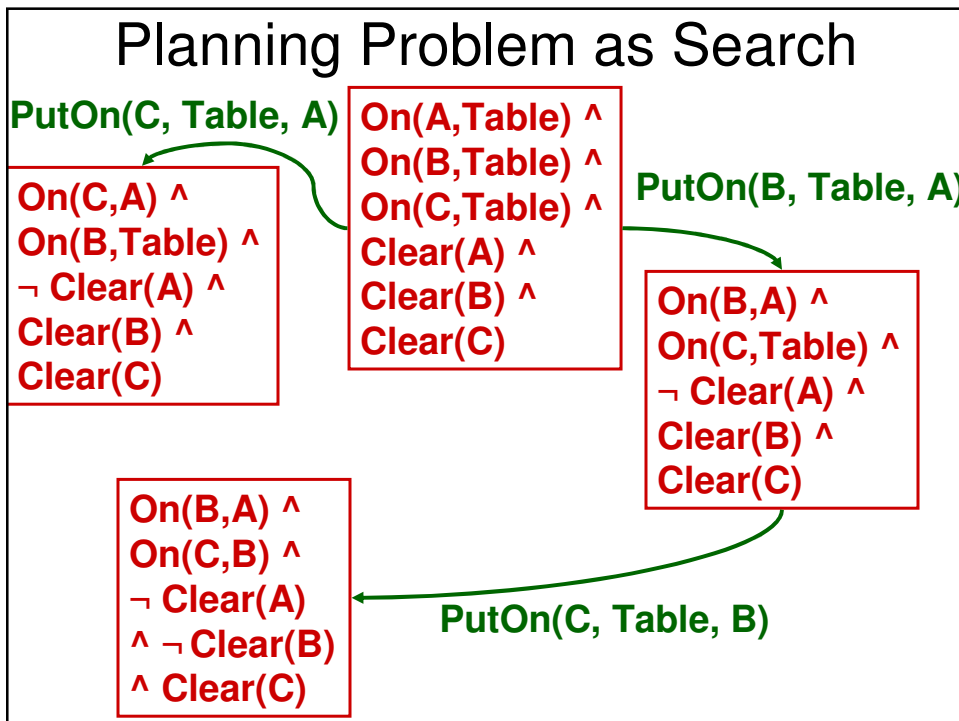 Planning Problem as Search
PutOn(C, Table, A)
On(A,Table) ^
On(B,Table) ^
On(C,Table) ^
Clear(A) ^
Clear(B) ^
Clear(C)
PutOn(B, Table, A)
On(C,A) ^
On(B,Table) ^
¬ Clear(A) ^
Clear(B) ^
Clear(C)
On(B,A) ^
On(C,Table) ^
¬ Clear(A) ^
Clear(B) ^
Clear(C)
On(B,A) ^
On(C,B) ^
¬ Clear(A)
^ ¬ Clear(B)
^ Clear(C)
PutOn(C, Table, B)